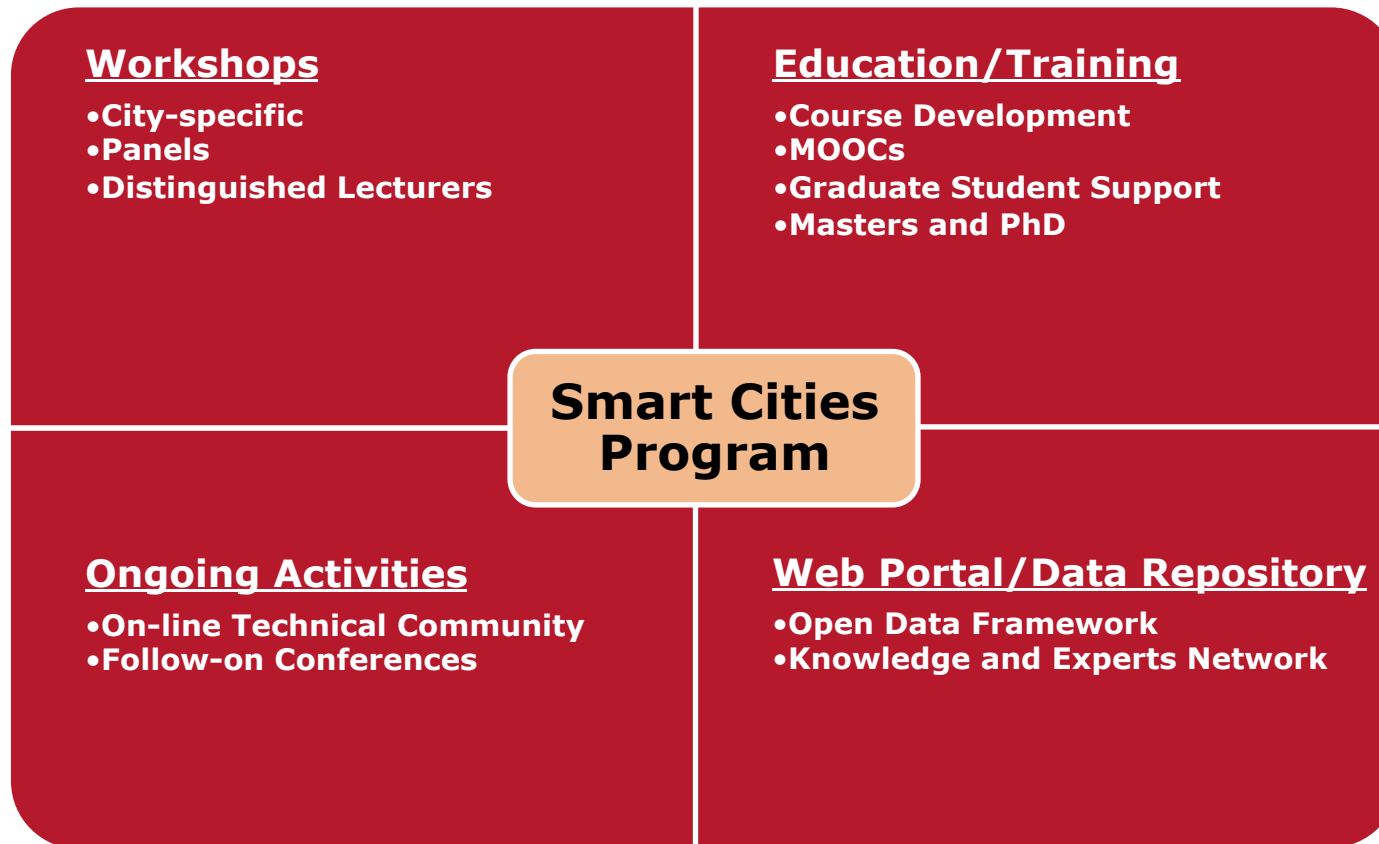 Workshops
•City-specific
•Panels
•Distinguished Lecturers
Education/Training
•Course Development
•MOOCs
•Graduate Student Support
•Masters and PhD
Smart Cities
Program
Ongoing Activities
•On-line Technical Community
•Follow-on Conferences
Web Portal/Data Repository
•Open Data Framework
•Knowledge and Experts Network